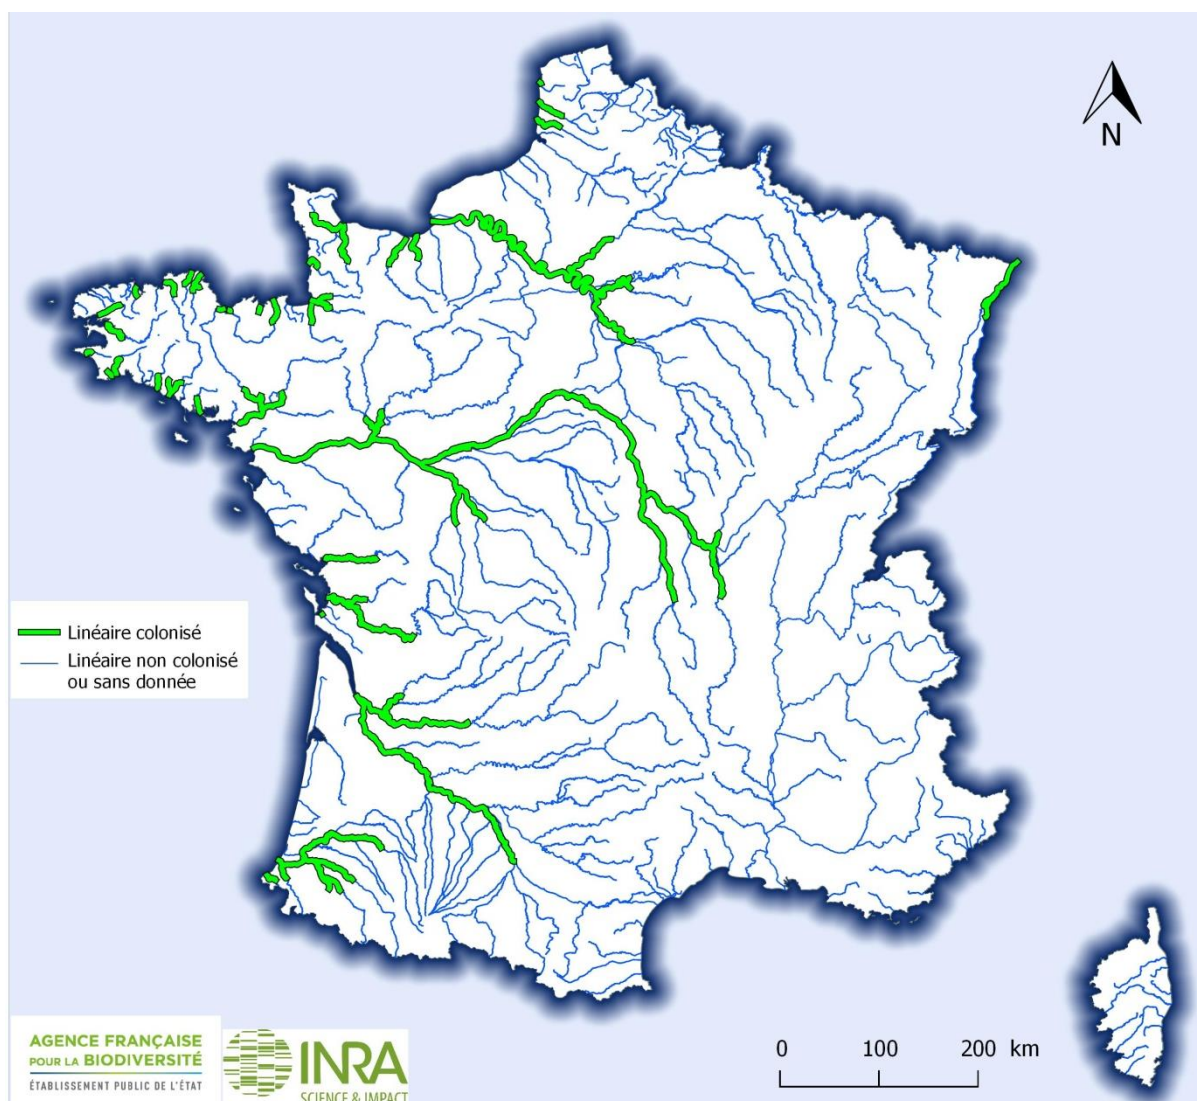 N
Linéaire colonisé
Linéaire non colonisé
ou sans donnée
AGENCE FRANÇAISE
POUR LA BIODIVERSITÉ
ÉTABLISSEMENT PUBLIC DE L'ÉTAT
INRA
SCIENCE & IMPACT
0 100 200 km